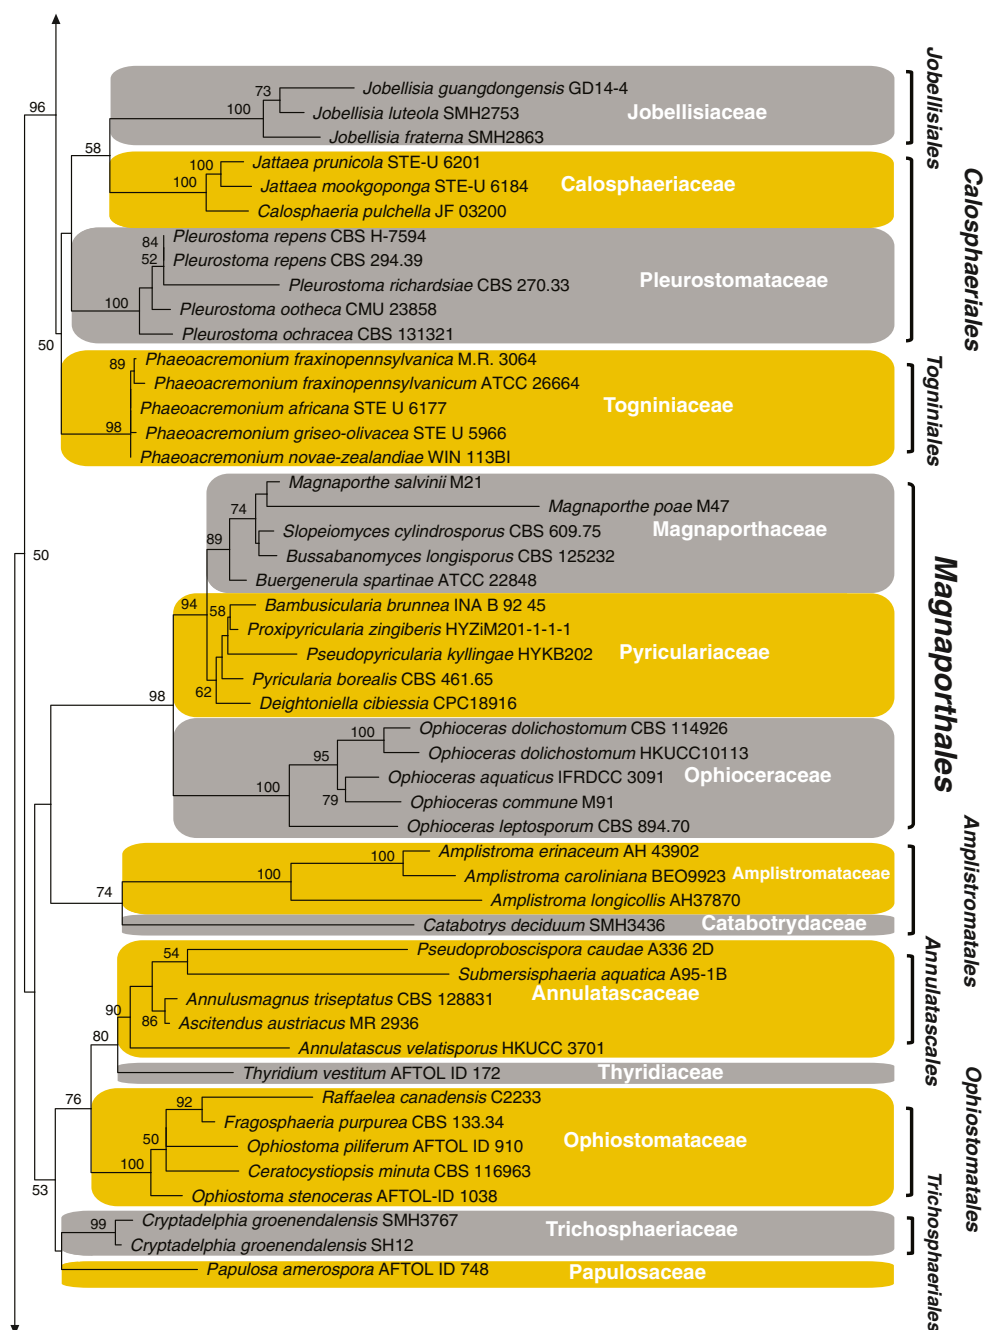 Jobellisia guangdongensis GD14-4
73
96
100
Jobellisia luteola SMH2753
Jobellisiaceae
Jobellisia fraterna SMH2863
Jobellisiales
58
100
Jattaea prunicola STE-U 6201
100
Jattaea mookgoponga STE-U 6184
Calosphaeriaceae
Calosphaeria pulchella JF 03200
Pleurostoma repens CBS H-7594
84
Pleurostoma repens CBS 294.39
52
Pleurostoma richardsiae CBS 270.33
Pleurostomataceae
100
Pleurostoma ootheca CMU 23858
Pleurostoma ochracea CBS 131321
Calosphaeriales
50
Phaeoacremonium fraxinopennsylvanica M.R. 3064
89
Phaeoacremonium fraxinopennsylvanicum ATCC 26664
Phaeoacremonium africana STE U 6177
Togniniaceae
98
Phaeoacremonium griseo-olivacea STE U 5966
Phaeoacremonium novae-zealandiae WIN 113BI
Togniniales
50
Magnaporthe salvinii M21
74
Magnaporthe poae M47
Slopeiomyces cylindrosporus CBS 609.75
Magnaporthaceae
89
Bussabanomyces longisporus CBS 125232
Buergenerula spartinae ATCC 22848
94
58
Bambusicularia brunnea INA B 92 45
Proxipyricularia zingiberis HYZiM201-1-1-1
Pseudopyricularia kyllingae HYKB202
Pyriculariaceae
Pyricularia borealis CBS 461.65
62
Deightoniella cibiessia CPC18916
98
Magnaporthales
100
Ophioceras dolichostomum CBS 114926
95
Ophioceras dolichostomum HKUCC10113
Ophioceras aquaticus IFRDCC 3091
Ophioceraceae
100
79
Ophioceras commune M91
Ophioceras leptosporum CBS 894.70
100
Amplistroma erinaceum AH 43902
100
Amplistroma caroliniana BEO9923
Amplistromataceae
74
Amplistroma longicollis AH37870
Catabotrys deciduum SMH3436
Catabotrydaceae
Amplistromatales
54
Pseudoproboscispora caudae A336 2D
Submersisphaeria aquatica A95-1B
Annulatascaceae
Annulusmagnus triseptatus CBS 128831
90
86
Ascitendus austriacus MR 2936
80
Annulatascus velatisporus HKUCC 3701
Annulatascales
Thyridium vestitum AFTOL ID 172
Thyridiaceae
76
Raffaelea canadensis C2233
92
Fragosphaeria purpurea CBS 133.34
50
Ophiostoma piliferum AFTOL ID 910
Ophiostomataceae
100
Ceratocystiopsis minuta CBS 116963
Ophiostoma stenoceras AFTOL-ID 1038
Ophiostomatales
53
99
Cryptadelphia groenendalensis SMH3767
Trichosphaeriaceae
Cryptadelphia groenendalensis SH12
Trichosphaeriales
Papulosa amerospora AFTOL ID 748
Papulosaceae